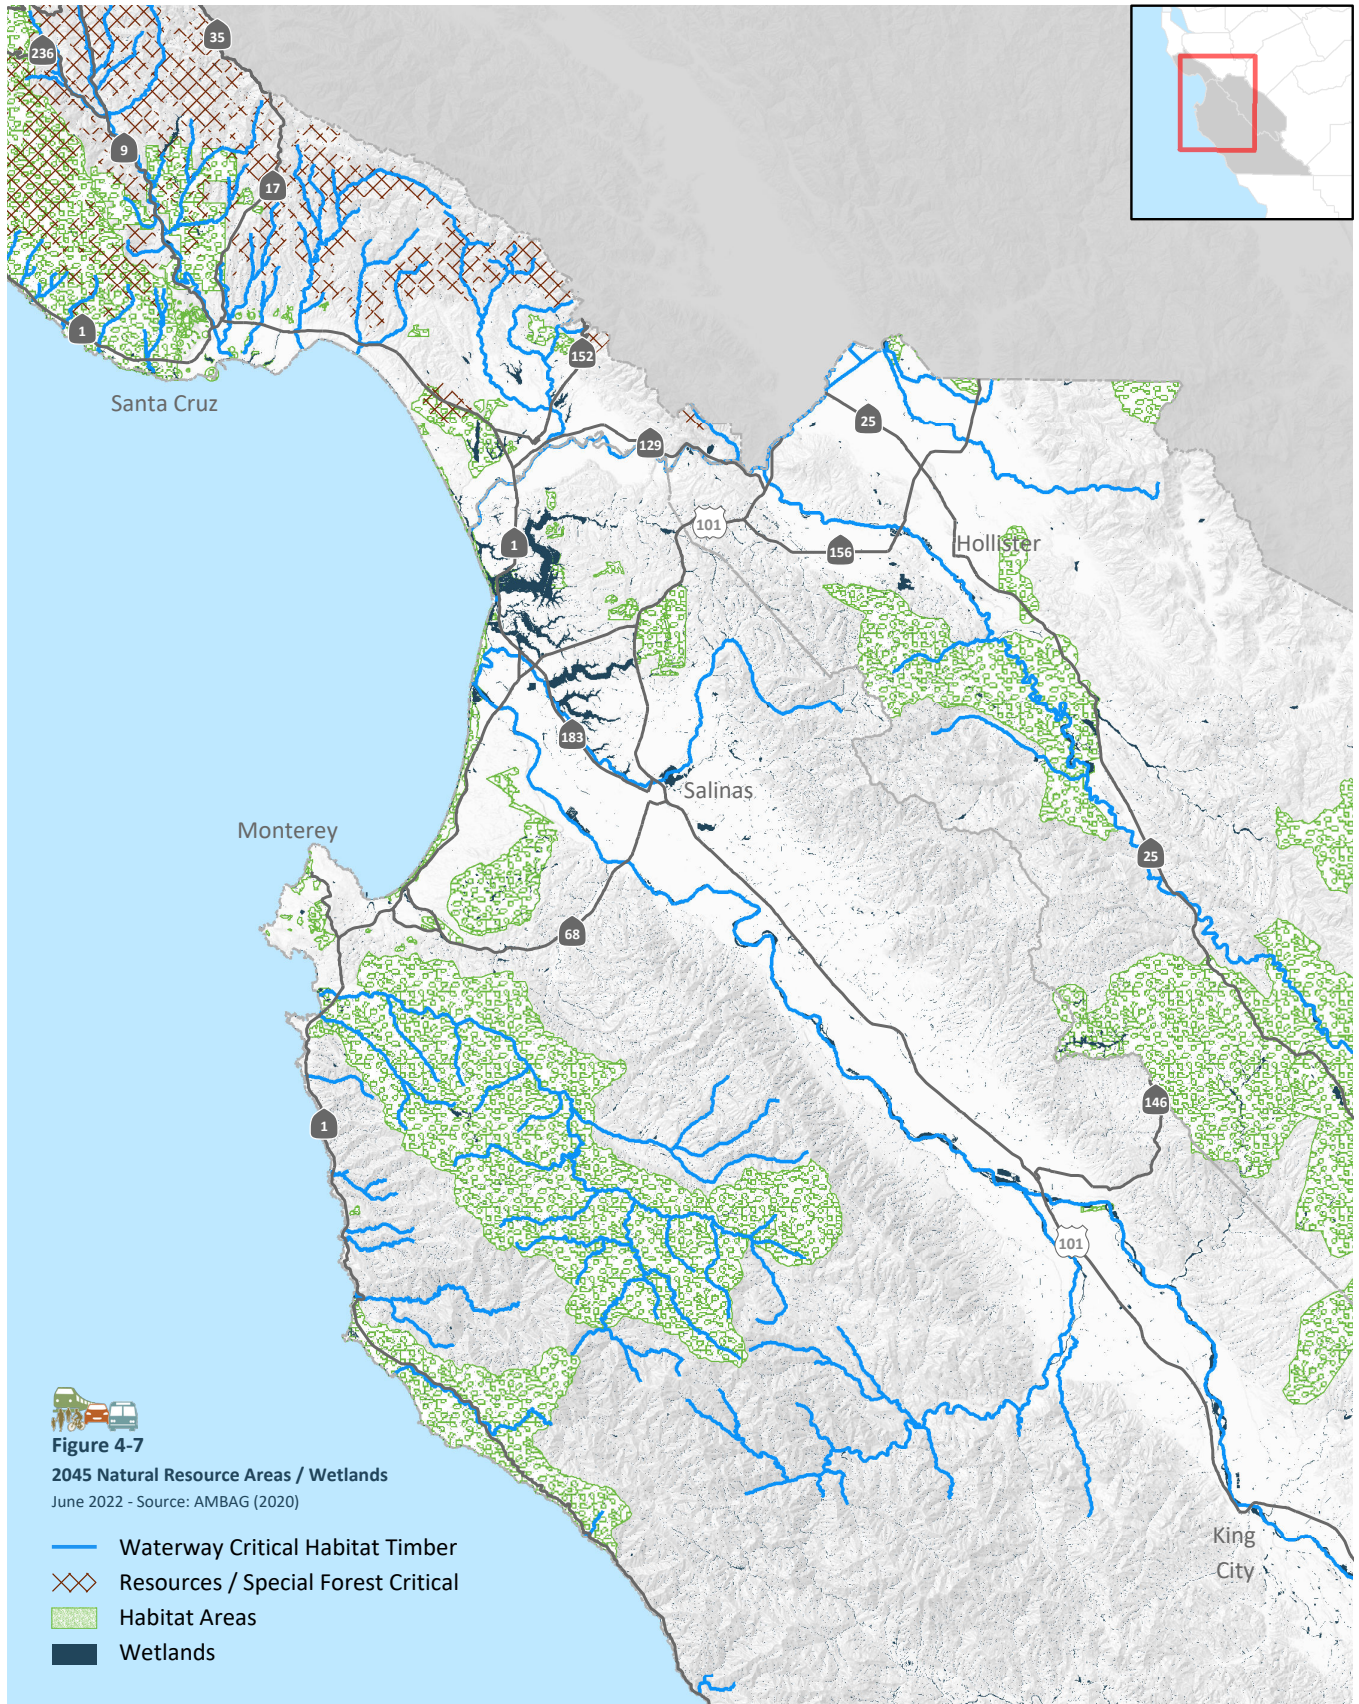 35
236
9
17
1
Santa Cruz
152
25
129
101
1
156
Hollister
183
Salinas
Monterey
25
68
146
1
101
King
City
Figure 4-7
2045 Natural Resource Areas / Wetlands
June 2022 - Source: AMBAG (2020)
Waterway Critical Habitat Timber
Resources / Special Forest Critical
Habitat Areas
Wetlands